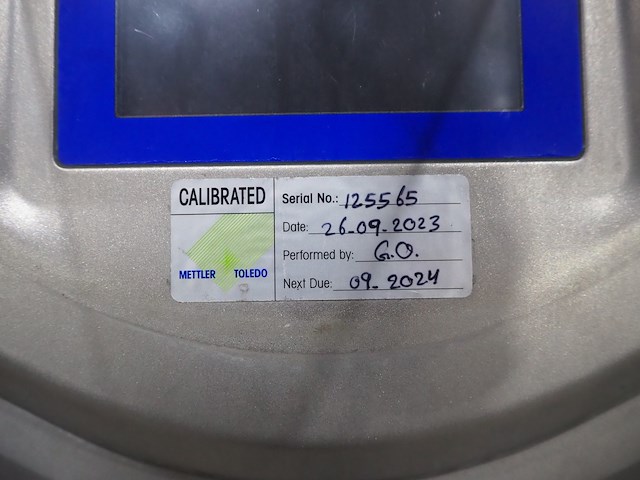 CALIBRATED
METTLER TOLEDO
Serial No.: 125565
Date: 26-09-2023
Performed by: G.O.
Next Due: 09-2024